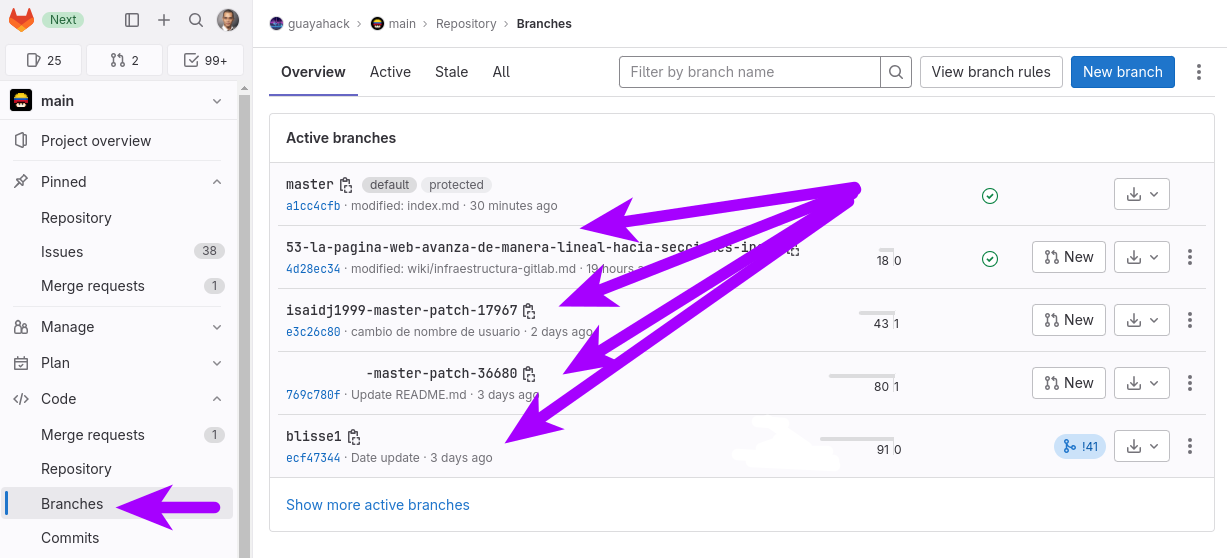 Next
25
2
99+
main
Project overview
Pinned
Repository
Issues 38
Merge requests 1
Manage
Plan
Code
Merge requests 1
Repository
Branches
Commits
guayahack › main › Repository › Branches
Overview Active Stale All
Filter by branch name
View branch rules
New branch
Active branches
master default protected
a1cc4cfb · modified: index.md · 30 minutes ago
53-la-pagina-web-avanza-de-manera-lineal-hacia-secciones-
4d28ec34 · modified: wiki/infraestructura-gitlab.md · 19 hours
18 0
New
isaidj1999-master-patch-17967
e3c26c80 · cambio de nombre de usuario · 2 days ago
43 1
New
-master-patch-36680
769c780f · Update README.md · 3 days ago
80 1
New
blisse1
ecf47344 · Date update · 3 days ago
91 0
!41
Show more active branches